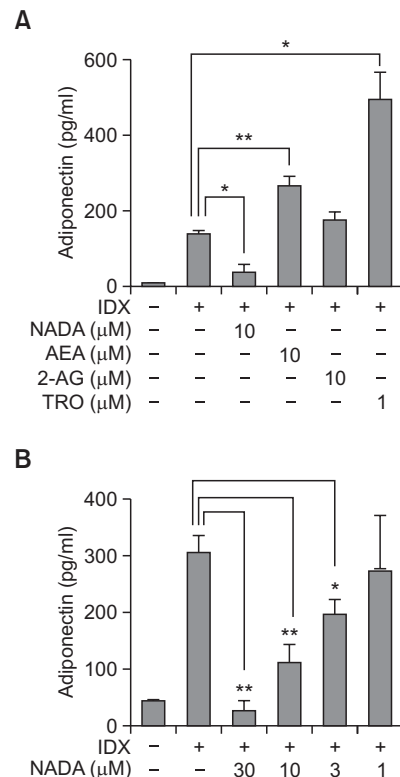 A
600
400
200
0
Adiponectin (pg/ml)
*
**
*
IDX – + + + + +
NADA (μM) – – 10 – – –
AEA (μM) – – – 10 – –
2-AG (μM) – – – – 10 –
TRO (μM) – – – – – 1
B
400
300
200
100
0
Adiponectin (pg/ml)
**
**
*
IDX – + + + + +
NADA (μM) – – 30 10 3 1